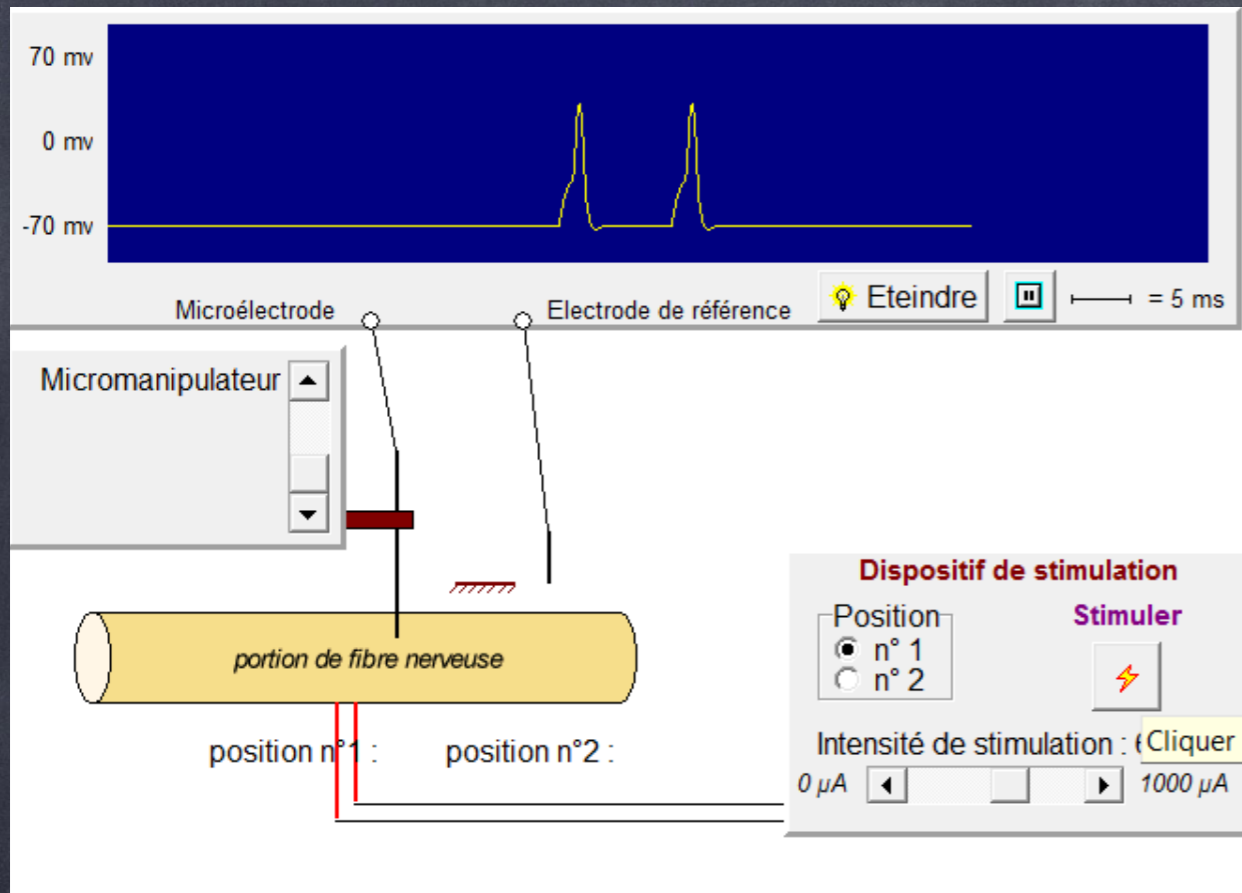 70 mv
0 mv
-70 mv
Microélectrode
Electrode de référence
Eteindre
= 5 ms
Micromanipulateur
portion de fibre nerveuse
position n°1 :
position n°2 :
Dispositif de stimulation
Position
n° 1
n° 2
Stimuler
Intensité de stimulation :
Cliquer
0 µA
1000 µA